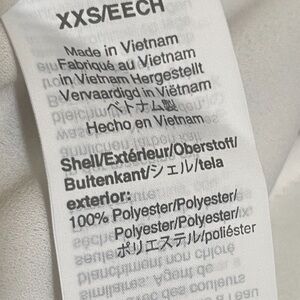 XXS/EECH
Made in Vietnam
Fabriqué au Vietnam
in Vietnam Hergestellt
Vervaardigd in Viëtnam
ベトナム製
Hecho en Vietnam
Shell/Extérieur/Oberstoff/
Buitenkant/シェル/tela
exterior:
100% Polyester/Polyester/
Polyester/Polyester/
ポリエステル/poliéster